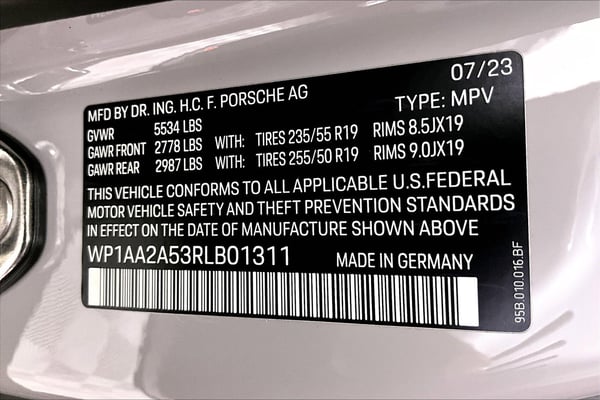 07/23
MFD BY DR. ING. H.C. F. PORSCHE AG
TYPE: MPV
GVWR 5534 LBS
GAWR FRONT 2778 LBS WITH: TIRES 235/55 R19 RIMS 8.5JX19
GAWR REAR 2987 LBS WITH: TIRES 255/50 R19 RIMS 9.0JX19
THIS VEHICLE CONFORMS TO ALL APPLICABLE U.S.FEDERAL
MOTOR VEHICLE SAFETY AND THEFT PREVENTION STANDARDS
IN EFFECT ON THE DATE OF MANUFACTURE SHOWN ABOVE
WP1AA2A53RLB01311 MADE IN GERMANY
95B.010.016.BF